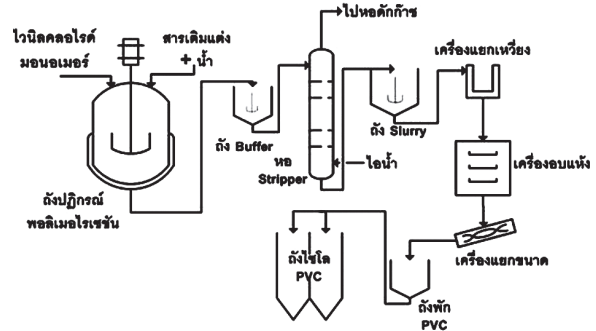 ไวนิลคลอไรด์
มอนอเมอร์
สารเติมแต่ง
+ น้ำ
ไปหอดักก๊าซ
เครื่องแยกเหวี่ยง
ถัง Buffer
หอ
Stripper
ไอน้ำ
ถัง Slurry
เครื่องอบแห้ง
ถังปฏิกรณ์
พอลิเมอไรเซชัน
เครื่องแยกขนาด
ถังไซโล
PVC
ถังพัก
PVC